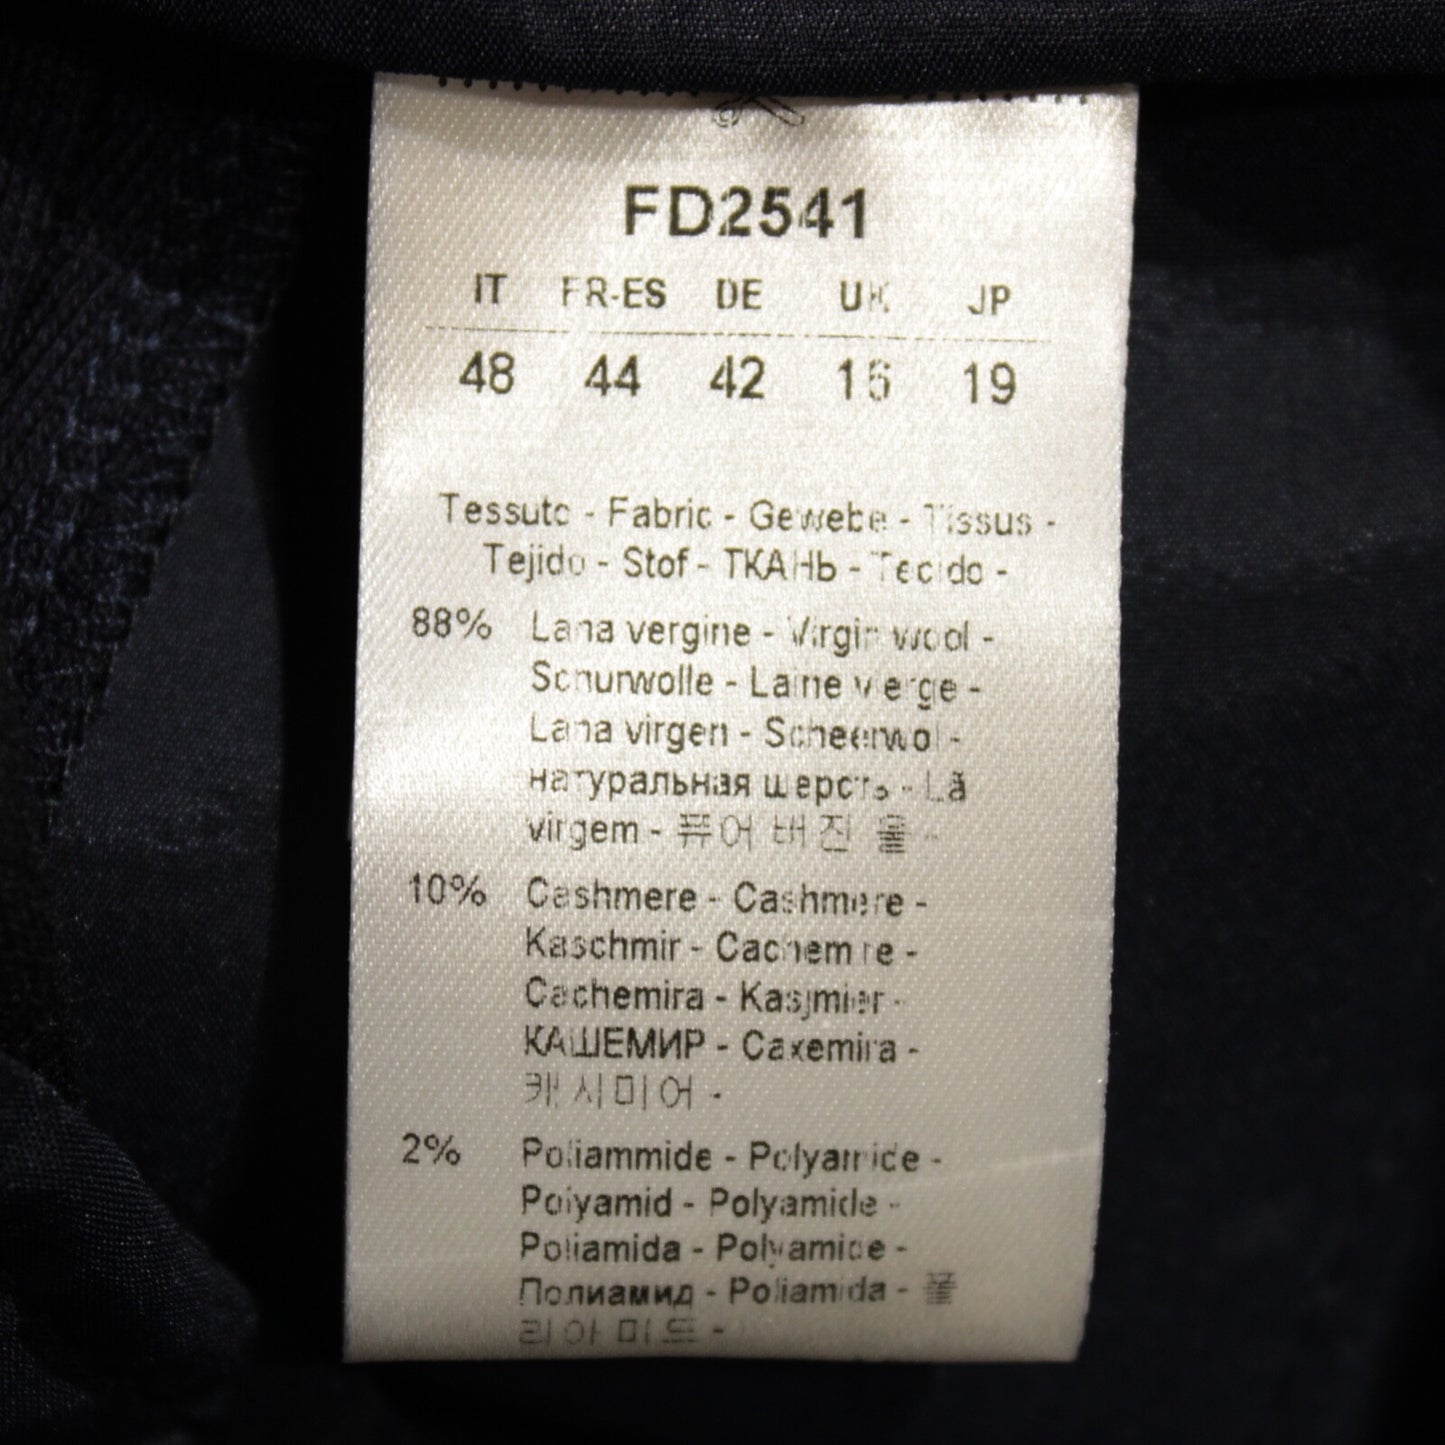 FD2541
IT FR-ES DE UK JP
48 44 42 16 19
Tessuto - Fabric - Gewebe - Tissus -
Tejido - Stof - ТКАНЬ - Tecido -
88% Lana vergine - Virgin wool -
Schurwolle - Laine vierge -
Lana virgen - Scheerwol -
натуральная шерсть - Lã
virgem - 퓨어 버진 울 -
10% Cashmere - Cashmere -
Kaschmir - Cachemire -
Cachemira - Kasjmier -
КАШЕМИР - Caxemira -
캐시미어 -
2% Poliammide - Polyamide -
Polyamid - Polyamide -
Poliamida - Polyamide -
Полиамид - Poliamida - 폴
리아미드 -